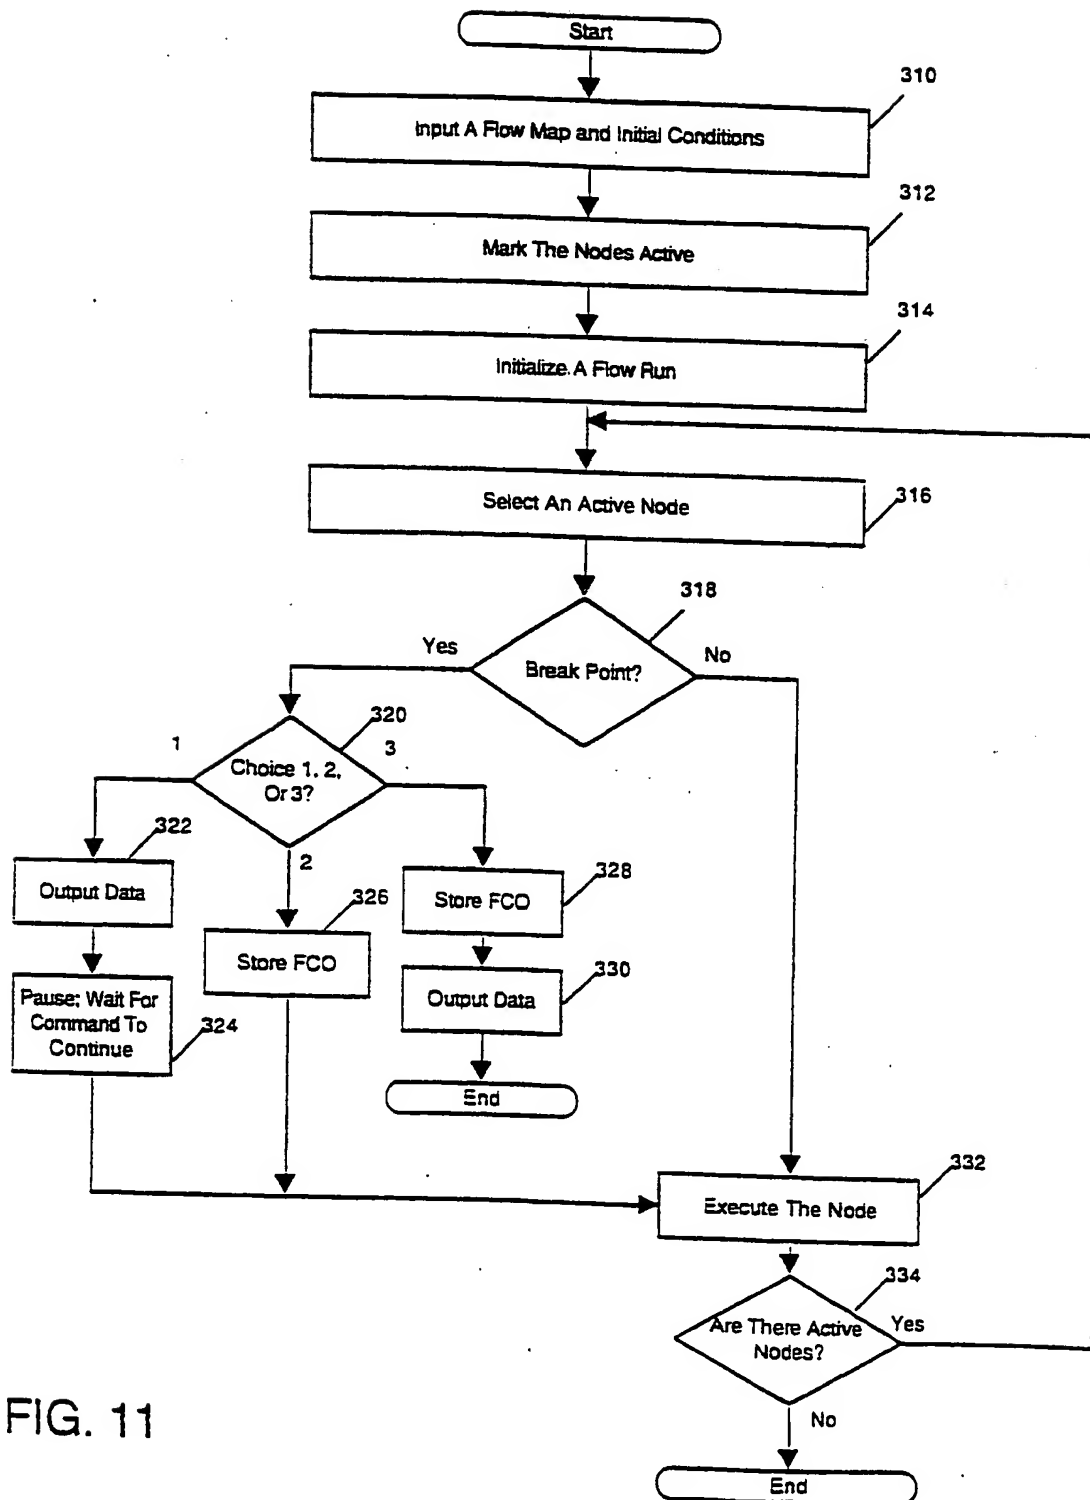 Start
310
Input A Flow Map and Initial Conditions
312
Mark The Nodes Active
314
Initialize A Flow Run
Select An Active Node
316
318
Yes
Break Point?
No
320
1
3
Choice 1, 2,
Or 3?
322
2
Output Data
326
Store FCO
328
Store FCO
Pause; Wait For
Command To
Continue
324
Output Data
330
End
332
Execute The Node
334
Are There Active
Nodes?
Yes
No
FIG. 11
End